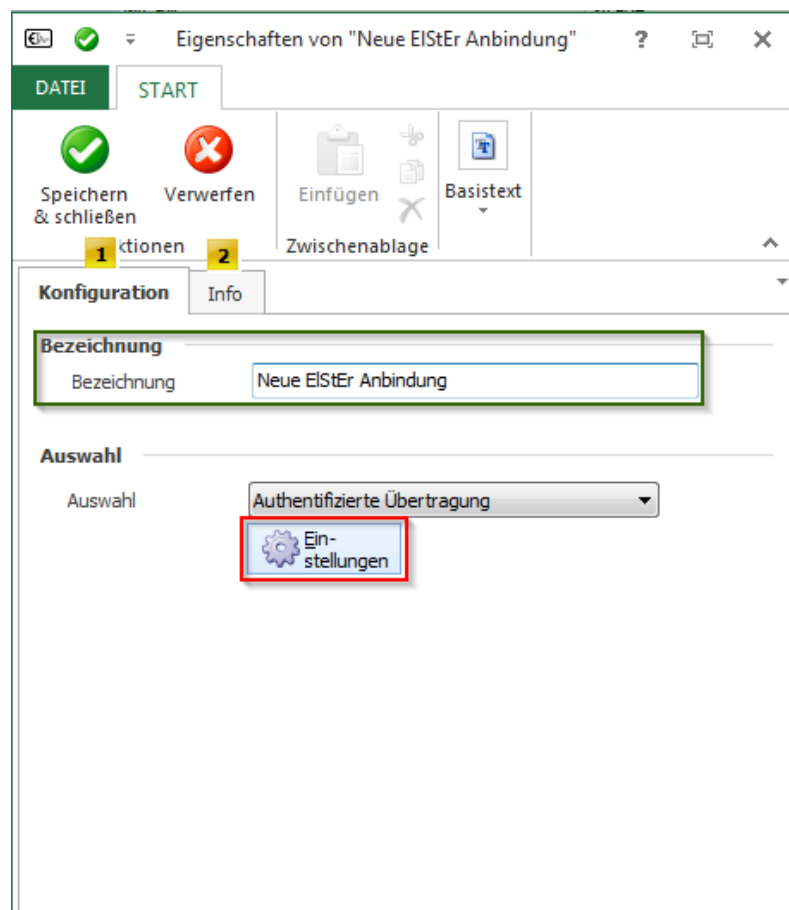 Eigenschaften von "Neue ElStEr Anbindung"
DATEI START
Speichern & schließen
Verwerfen
Einfügen
Basistext
ktionen
Zwischenablage
1
2
Konfiguration
Info
Bezeichnung
Bezeichnung Neue ElStEr Anbindung
Auswahl
Auswahl Authentifizierte Übertragung
Ein-
stellungen